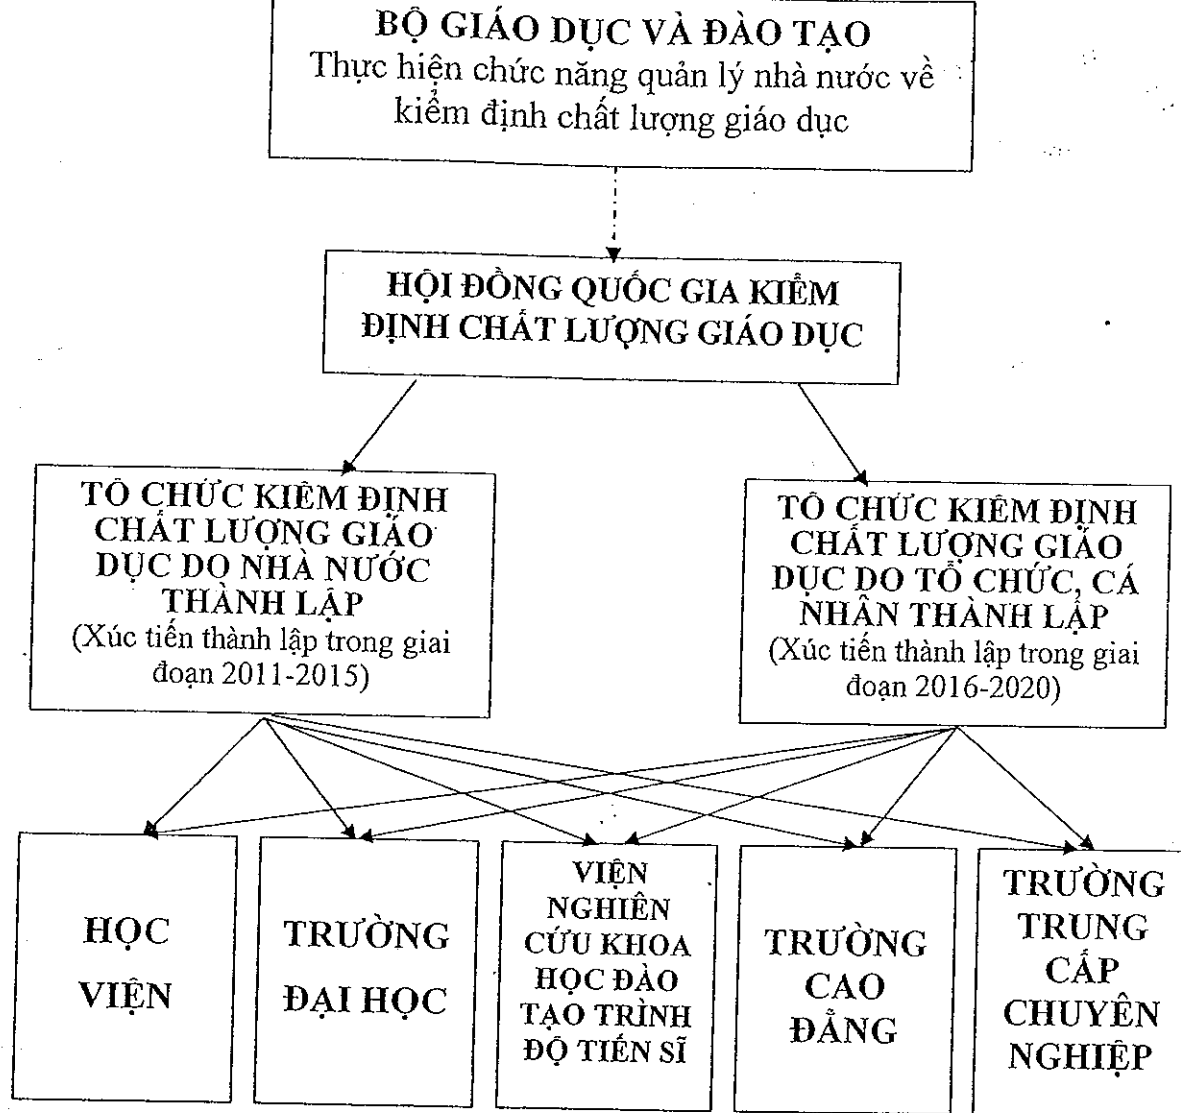 BỘ GIÁO DỤC VÀ ĐÀO TẠO
Thực hiện chức năng quản lý nhà nước về
kiểm định chất lượng giáo dục
HỘI ĐỒNG QUỐC GIA KIỂM
ĐỊNH CHẤT LƯỢNG GIÁO DỤC
TỔ CHỨC KIỂM ĐỊNH
CHẤT LƯỢNG GIÁO
DỤC DO NHÀ NƯỚC
THÀNH LẬP
(Xúc tiến thành lập trong giai
đoạn 2011-2015)
TỔ CHỨC KIỂM ĐỊNH
CHẤT LƯỢNG GIÁO
DỤC DO TỔ CHỨC, CÁ
NHÂN THÀNH LẬP
(Xúc tiến thành lập trong giai
đoạn 2016-2020)
HỌC
VIỆN
TRƯỜNG
ĐẠI HỌC
VIỆN
NGHIÊN
CỨU KHOA
HỌC ĐÀO
TẠO TRÌNH
ĐỘ TIẾN SĨ
TRƯỜNG
CAO
ĐẲNG
TRƯỜNG
TRUNG
CẤP
CHUYÊN
NGHIỆP